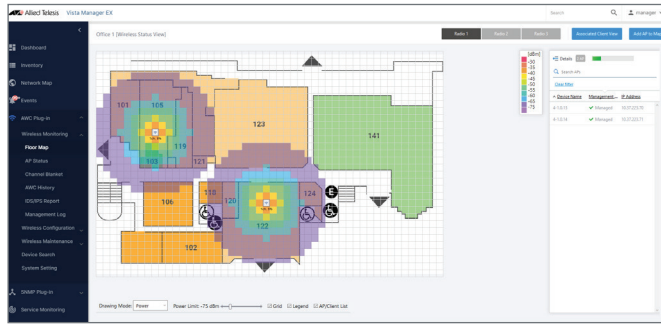 Allied Telesis Vista Manager EX
Search
manager
Office 1 [Wireless Status View]
Radio 1 Radio 2 Radio 3
Associated Client View
Add AP to Map
Dashboard
Inventory
Network Map
Events
AWC Plug-in
Wireless Monitoring
Floor Map
AP Status
Channel Blanket
AWC History
IDS/IPS Report
Management Log
Wireless Configuration
Wireless Maintenance
Device Search
System Setting
SNMP Plug-in
Service Monitoring
101
105
119
103
121
123
141
106
118
120
124
122
102
E
[dBm]
-30
-35
-40
-45
-50
-55
-60
-65
-75
Details
Search APs
Clear filter
Device Name Management... IP Address
Managed
Managed
Drawing Mode: Power Power Limit: -75 dBm Grid Legend AP/Client List